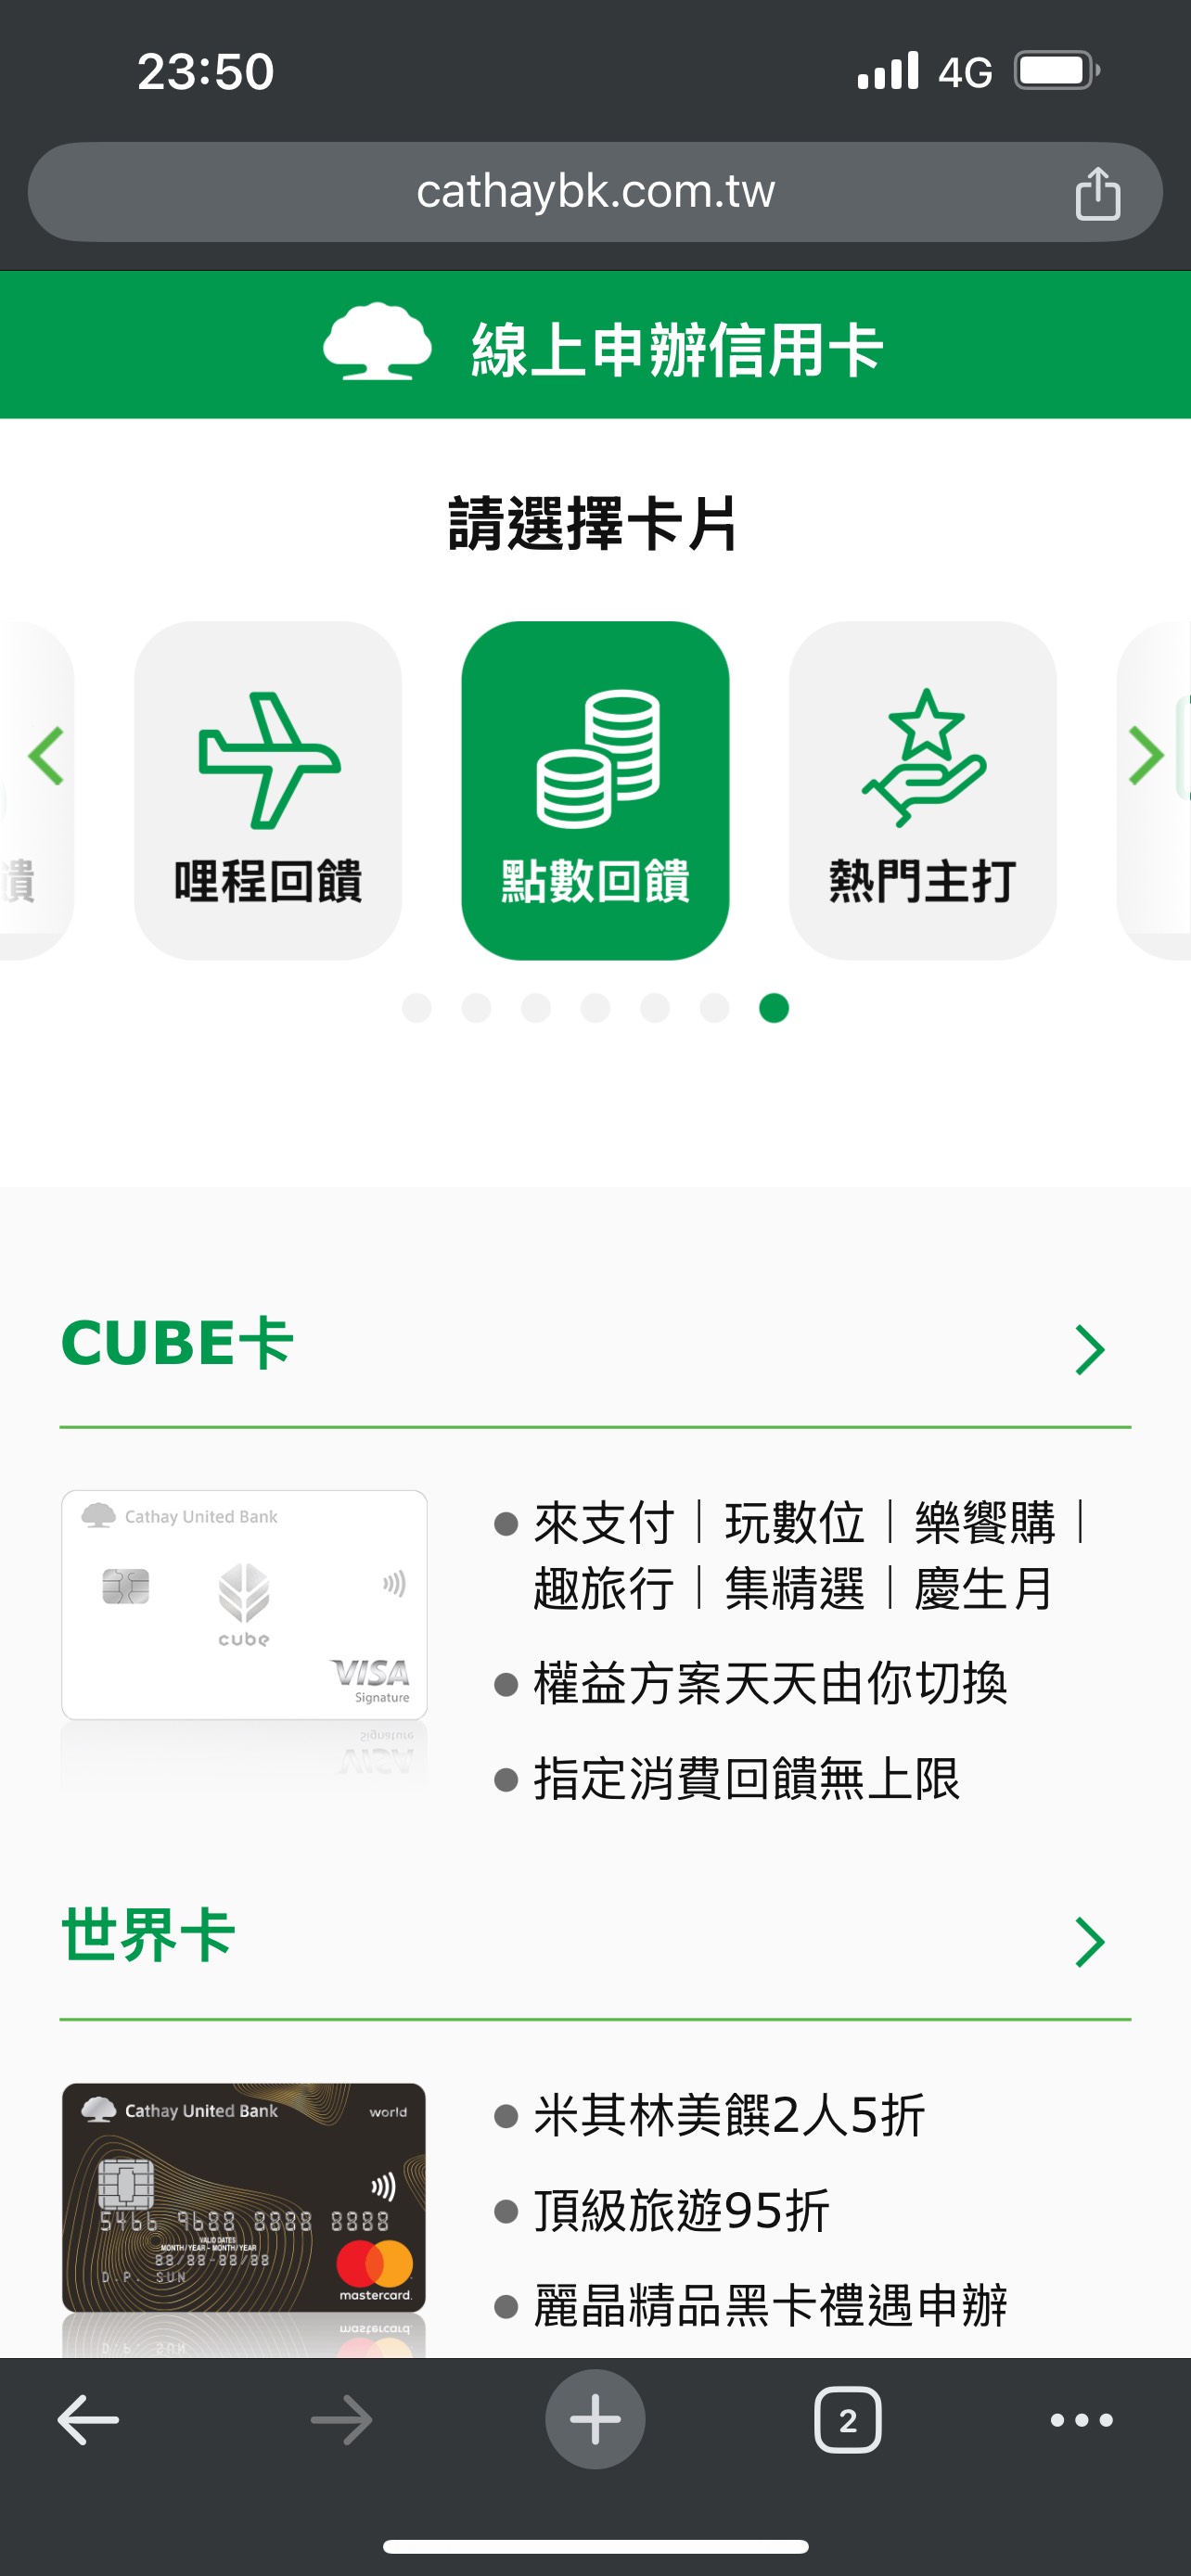 23:50
4G
cathaybk.com.tw
線上申辦信用卡
請選擇卡片
饋
哩程回饋
點數回饋
熱門主打
CUBE卡
Cathay United Bank
cube
VISA
Signature
來支付｜玩數位｜樂饗購｜
趣旅行｜集精選｜慶生月
權益方案天天由你切換
指定消費回饋無上限
世界卡
Cathay United Bank
world
5466 9688 8888 8888
VALID DATES
MONTH/YEAR - MONTH/YEAR
88/88-88/88
D.P. SUN
mastercard.
米其林美饌2人5折
頂級旅遊95折
麗晶精品黑卡禮遇申辦
2